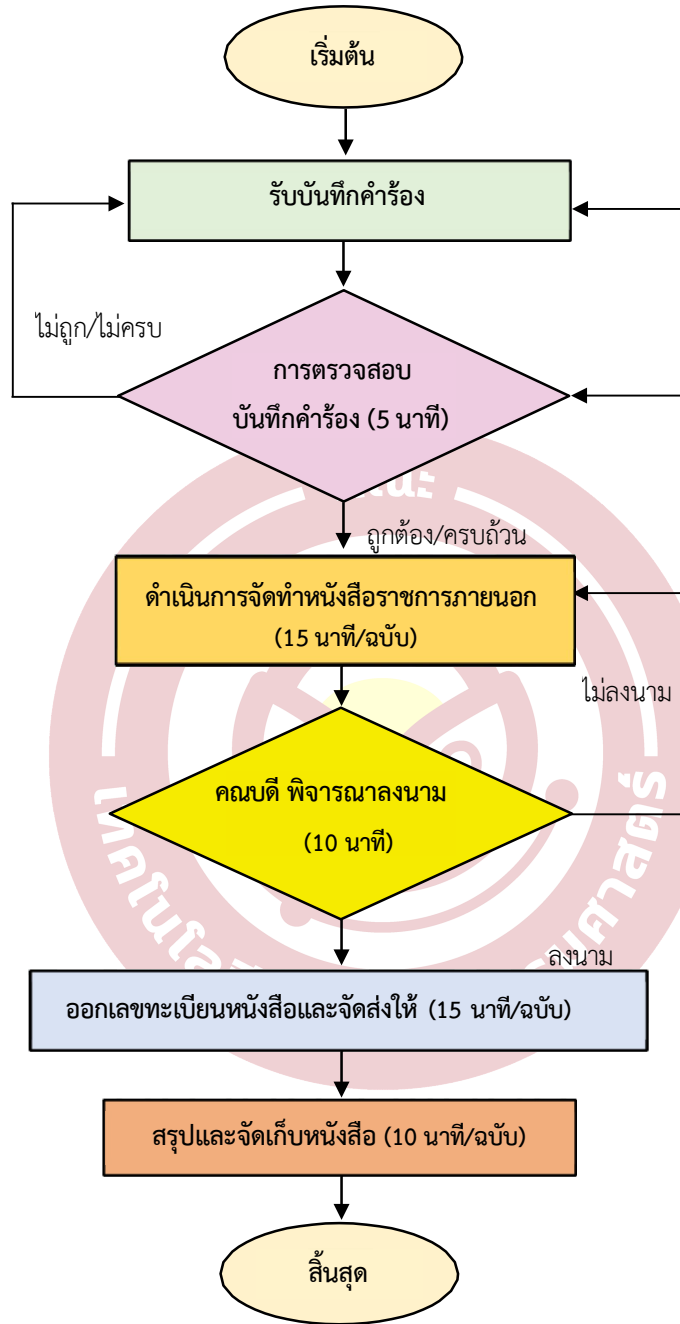 เริ่มต้น
รับบันทึกคำร้อง
ไม่ถูก/ไม่ครบ
การตรวจสอบ
บันทึกคำร้อง (5 นาที)
ถูกต้อง/ครบถ้วน
ดำเนินการจัดทำหนังสือราชการภายนอก
(15 นาที/ฉบับ)
ไม่ลงนาม
คณบดี พิจารณาลงนาม
(10 นาที)
ลงนาม
ออกเลขทะเบียนหนังสือและจัดส่งให้ (15 นาที/ฉบับ)
สรุปและจัดเก็บหนังสือ (10 นาที/ฉบับ)
สิ้นสุด